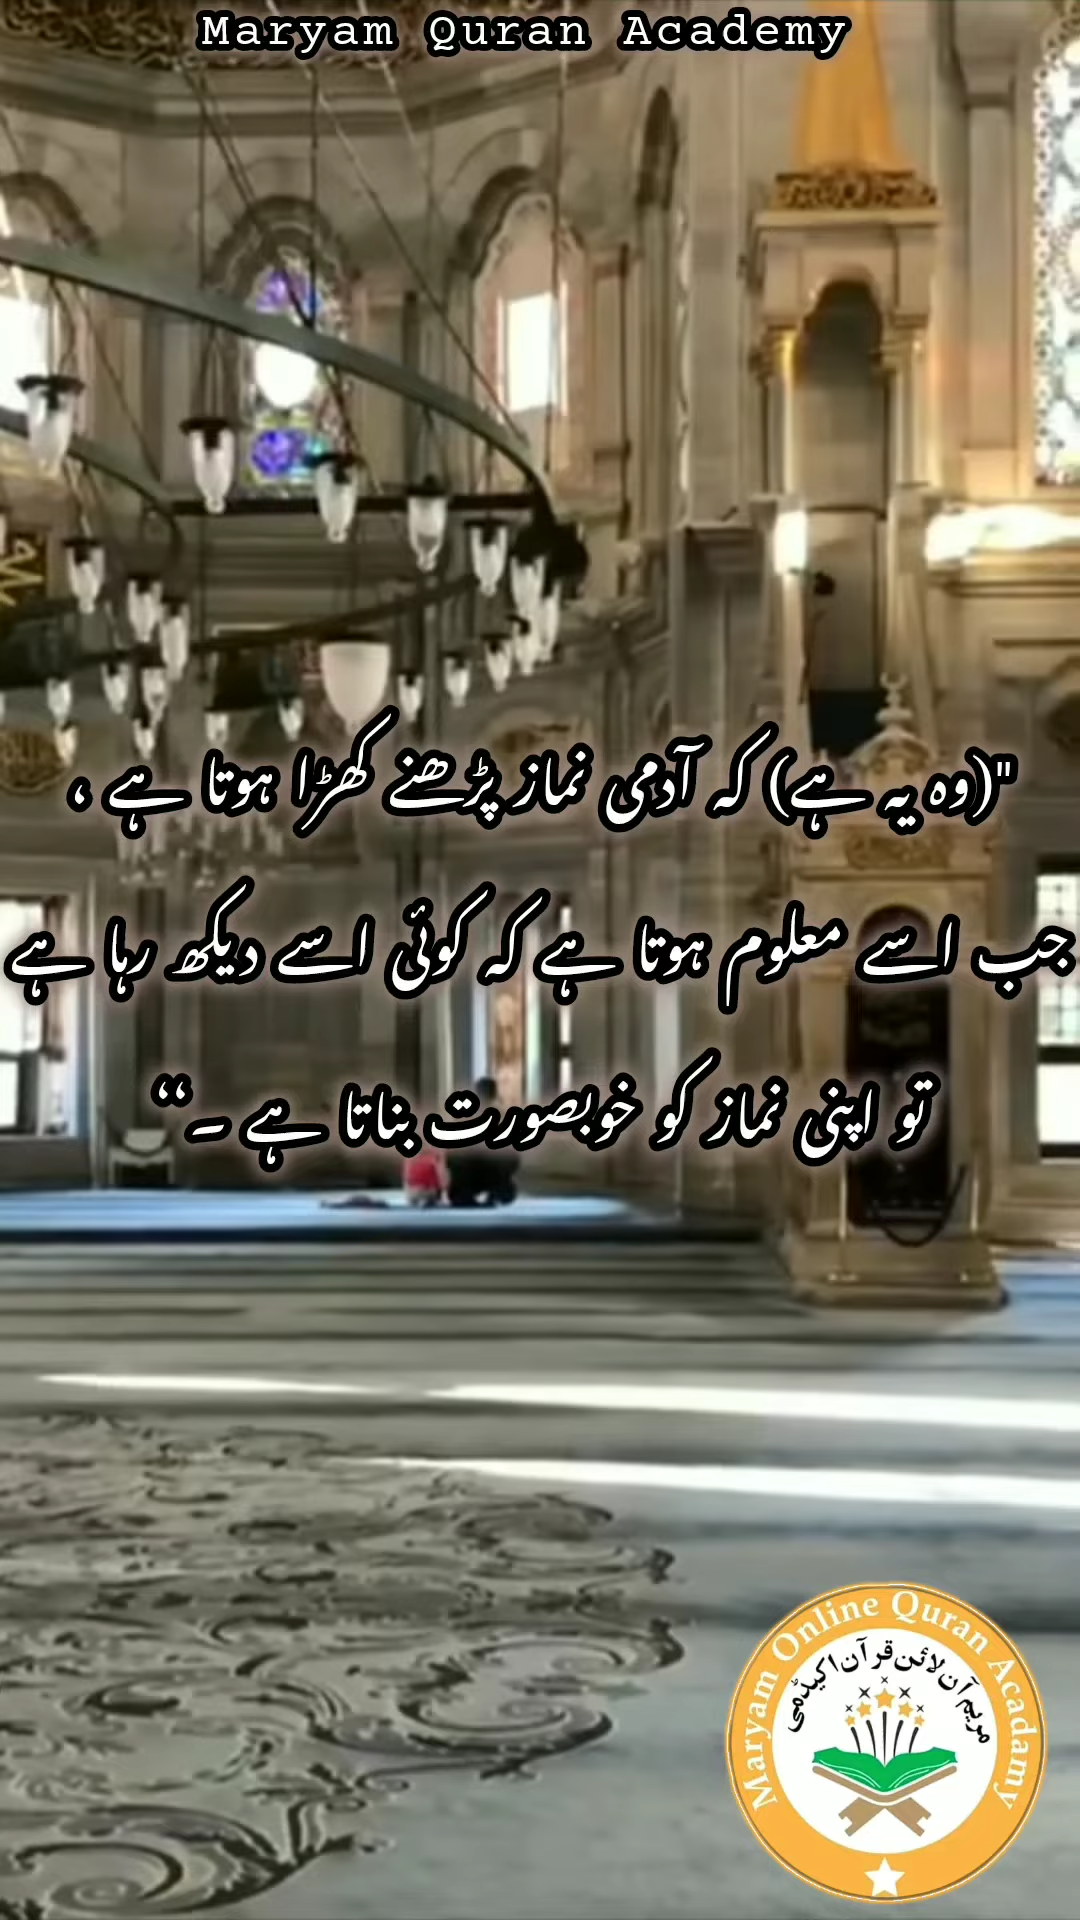 Maryam Quran Academy
"(وہ یہ ہے) کہ آدمی نماز پڑھنے کھڑا ہوتا ہے ،
جب اسے معلوم ہوتا ہے کہ کوئی اسے دیکھ رہا ہے
تو اپنی نماز کو خوبصورت بناتا ہے ۔“
Maryam Online Quran Acadamy
مریم آن لائن قرآن اکیڈمی